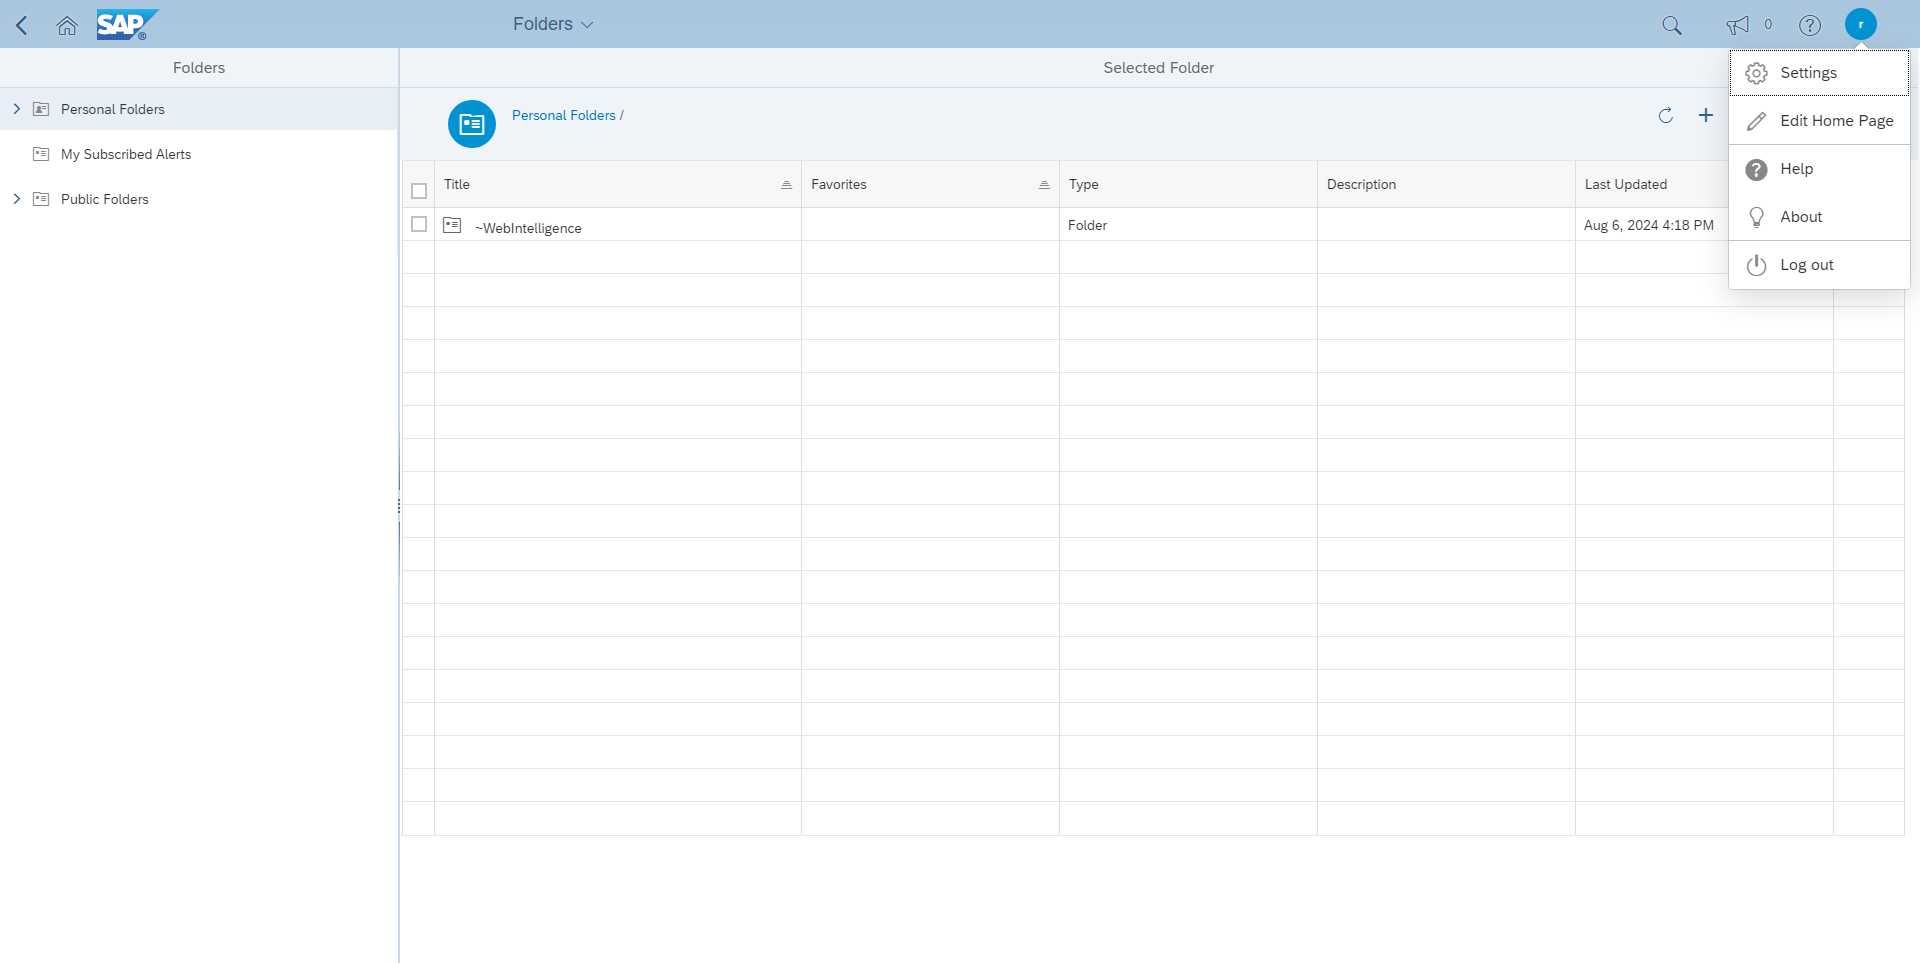 SAP ®
Folders
0
r
Folders
Personal Folders
My Subscribed Alerts
Public Folders
Selected Folder
Personal Folders /
Title
Favorites
Type
Description
Last Updated
~WebIntelligence
Folder
Aug 6, 2024 4:18 PM
Settings
Edit Home Page
Help
About
Log out